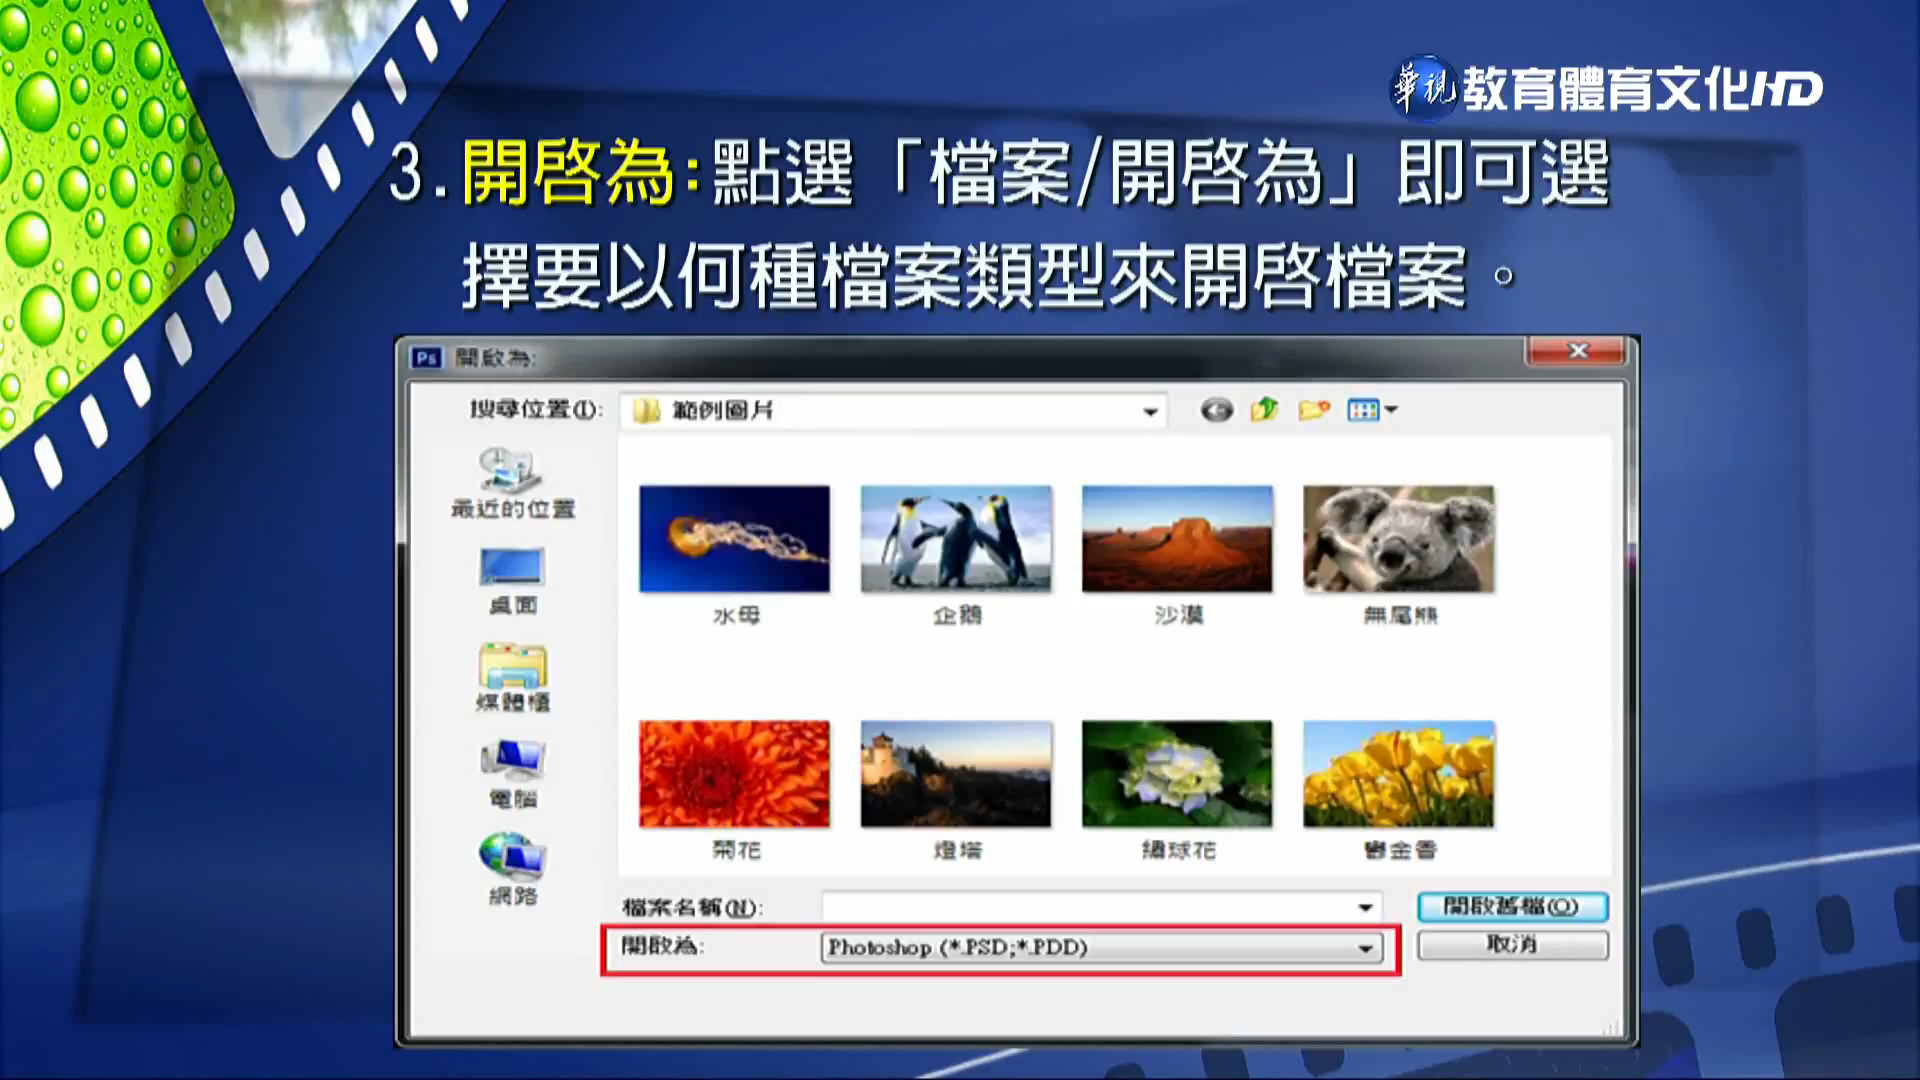 華視 教育體育文化HD
3.開啓為:點選「檔案/開啓為」即可選
擇要以何種檔案類型來開啓檔案。
Ps 開啟為:
搜尋位置(I): 範例圖片
最近的位置
桌面
媒體櫃
電腦
網路
水母 企鵝 沙漠 無尾熊
菊花 燈塔 繡球花 鬱金香
檔案名稱(N): 開啟舊檔(O)
開啟為: Photoshop (*.PSD;*.PDD) 取消